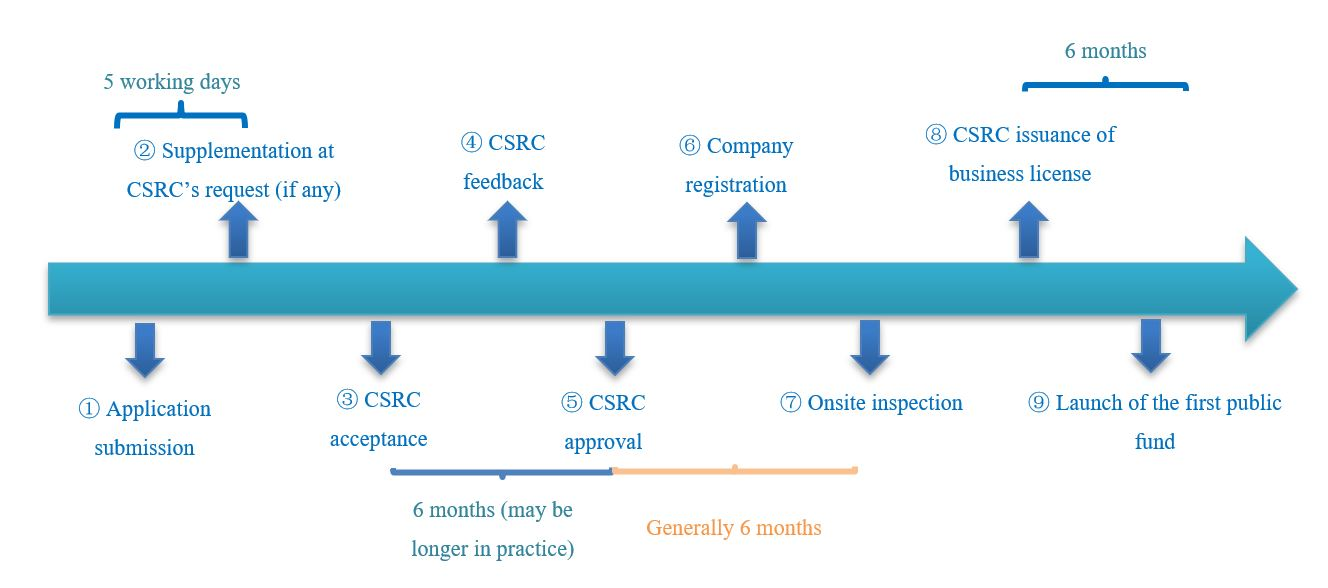 6 months
5 working days
② Supplementation at
CSRC’s request (if any)
④ CSRC
feedback
⑥ Company
registration
⑧ CSRC issuance of
business license
① Application
submission
③ CSRC
acceptance
⑤ CSRC
approval
⑦ Onsite inspection
⑨ Launch of the first public
fund
6 months (may be
longer in practice)
Generally 6 months